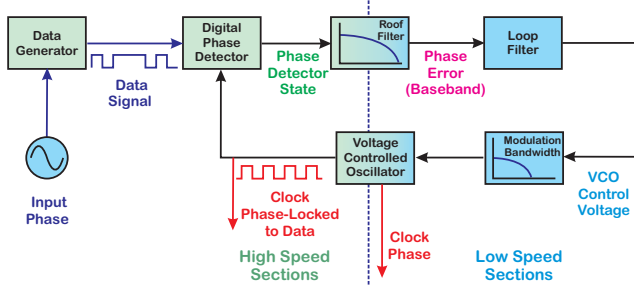 Data
Generator
Data
Signal
Digital
Phase
Detector
Phase
Detector
State
Roof
Filter
Phase
Error
(Baseband)
Loop
Filter
Input
Phase
Clock
Phase-Locked
to Data
Voltage
Controlled
Oscillator
Clock
Phase
Modulation
Bandwidth
VCO
Control
Voltage
High Speed
Sections
Low Speed
Sections